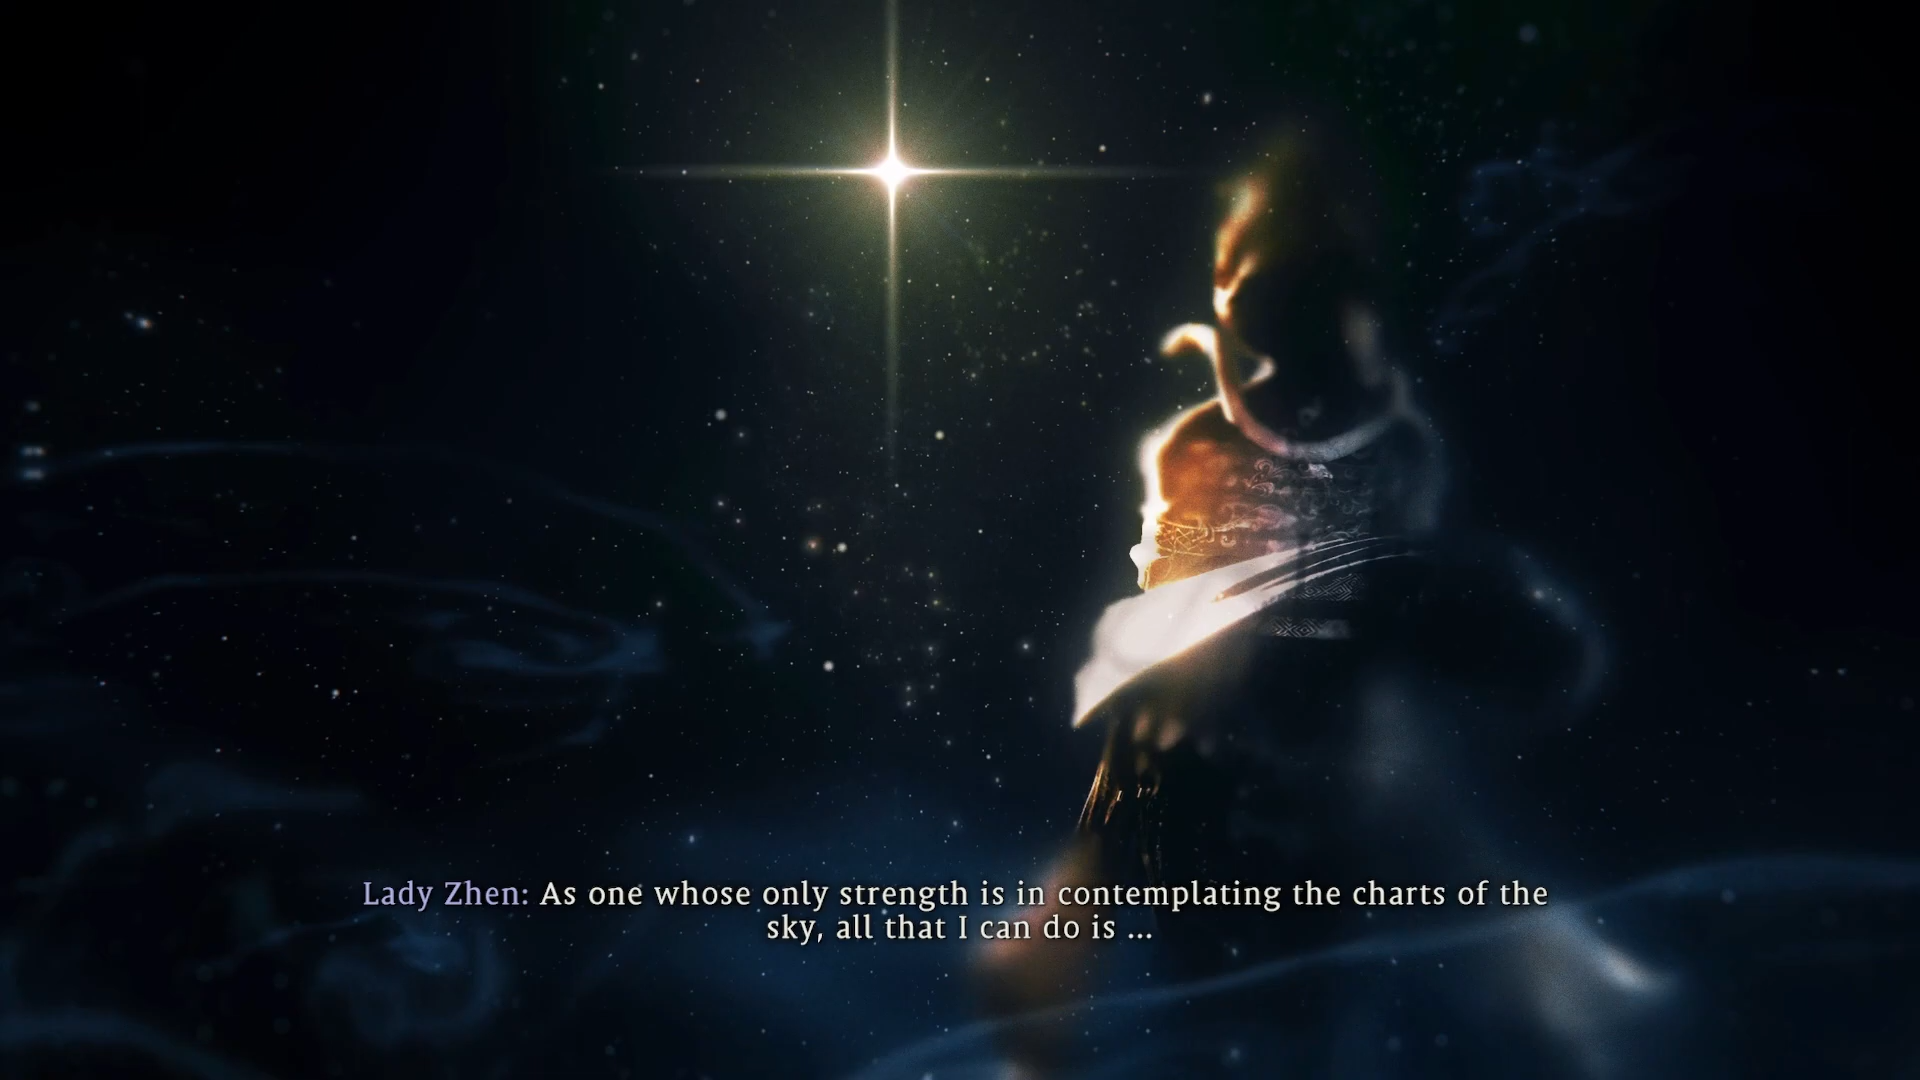 Lady Zhen: As one whose only strength is in contemplating the charts of the
sky, all that I can do is ...